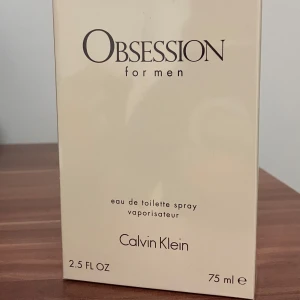 OBSESSION
for men
eau de toilette spray
vaporisateur
Calvin Klein
2.5 FL OZ 75 ml e